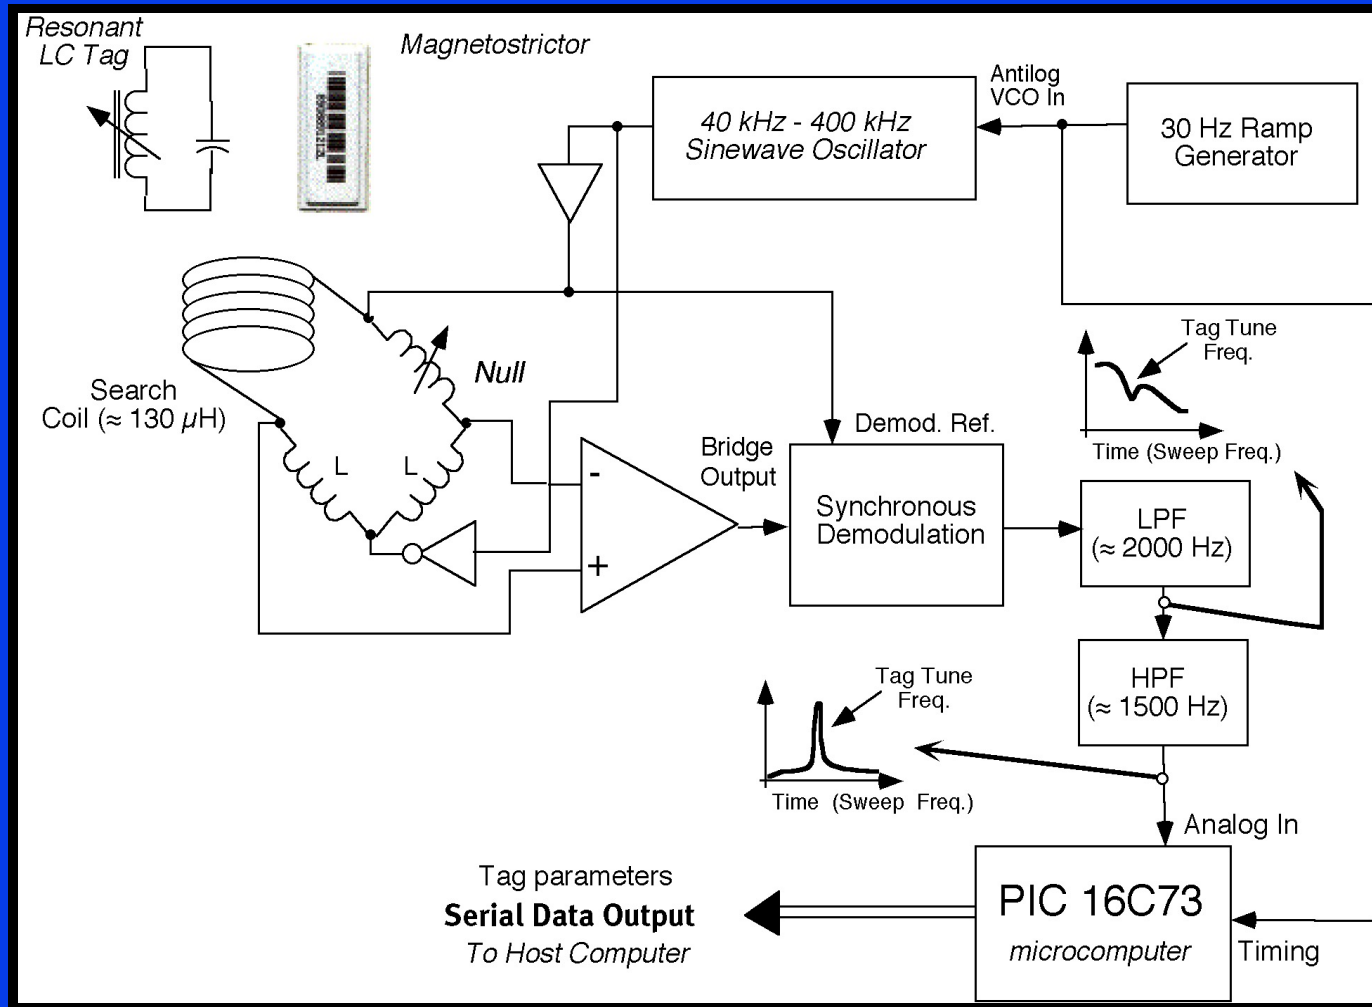 Resonant
LC Tag
Magnetostrictor
40 kHz - 400 kHz
Sinewave Oscillator
Antilog
VCO In
30 Hz Ramp
Generator
Search
Coil (≈ 130 µH)
Null
L
L
-
+
Bridge
Output
Demod. Ref.
Synchronous
Demodulation
Tag Tune
Freq.
Time (Sweep Freq.)
LPF
(≈ 2000 Hz)
HPF
(≈ 1500 Hz)
Tag Tune
Freq.
Time (Sweep Freq.)
Analog In
PIC 16C73
microcomputer
Timing
Tag parameters
Serial Data Output
To Host Computer